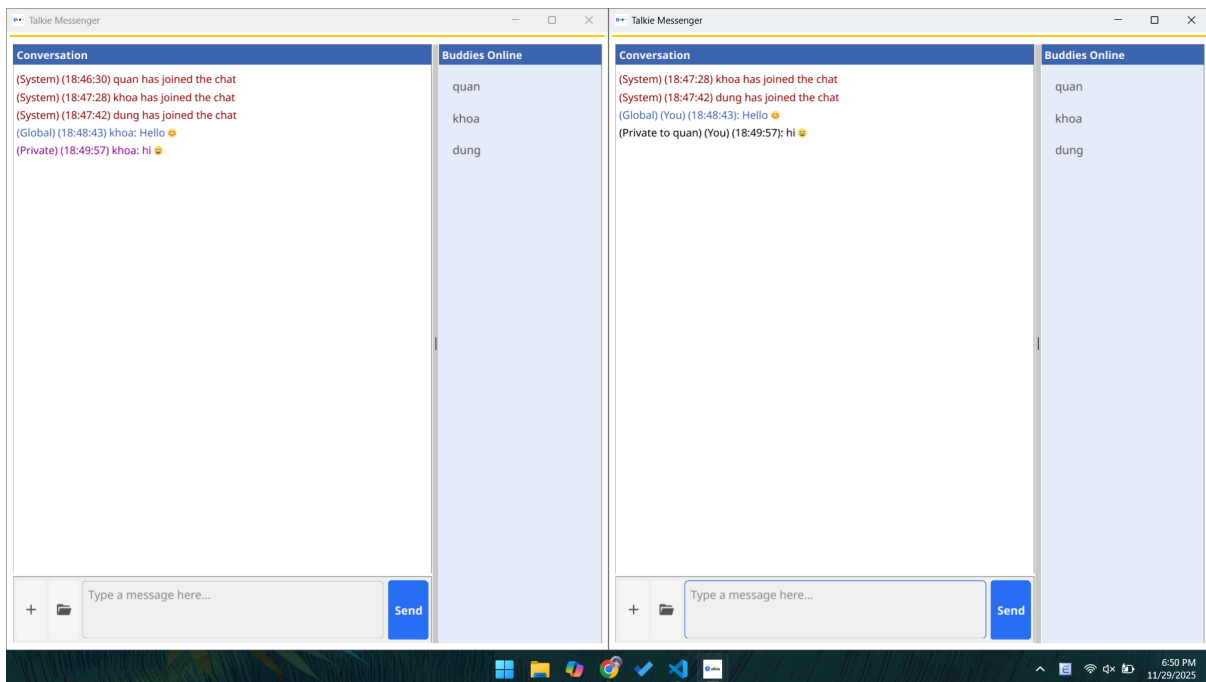 Talkie Messenger
Conversation
(System) (18:46:30) quan has joined the chat
(System) (18:47:28) khoa has joined the chat
(System) (18:47:42) dung has joined the chat
(Global) (18:48:43) khoa: Hello 😊
(Private) (18:49:57) khoa: hi 😄
Buddies Online
quan
khoa
dung
Type a message here...
Send
Talkie Messenger
Conversation
(System) (18:47:28) khoa has joined the chat
(System) (18:47:42) dung has joined the chat
(Global) (You) (18:48:43): Hello 😊
(Private to quan) (You) (18:49:57): hi 😄
Buddies Online
quan
khoa
dung
Type a message here...
Send
6:50 PM
11/29/2025